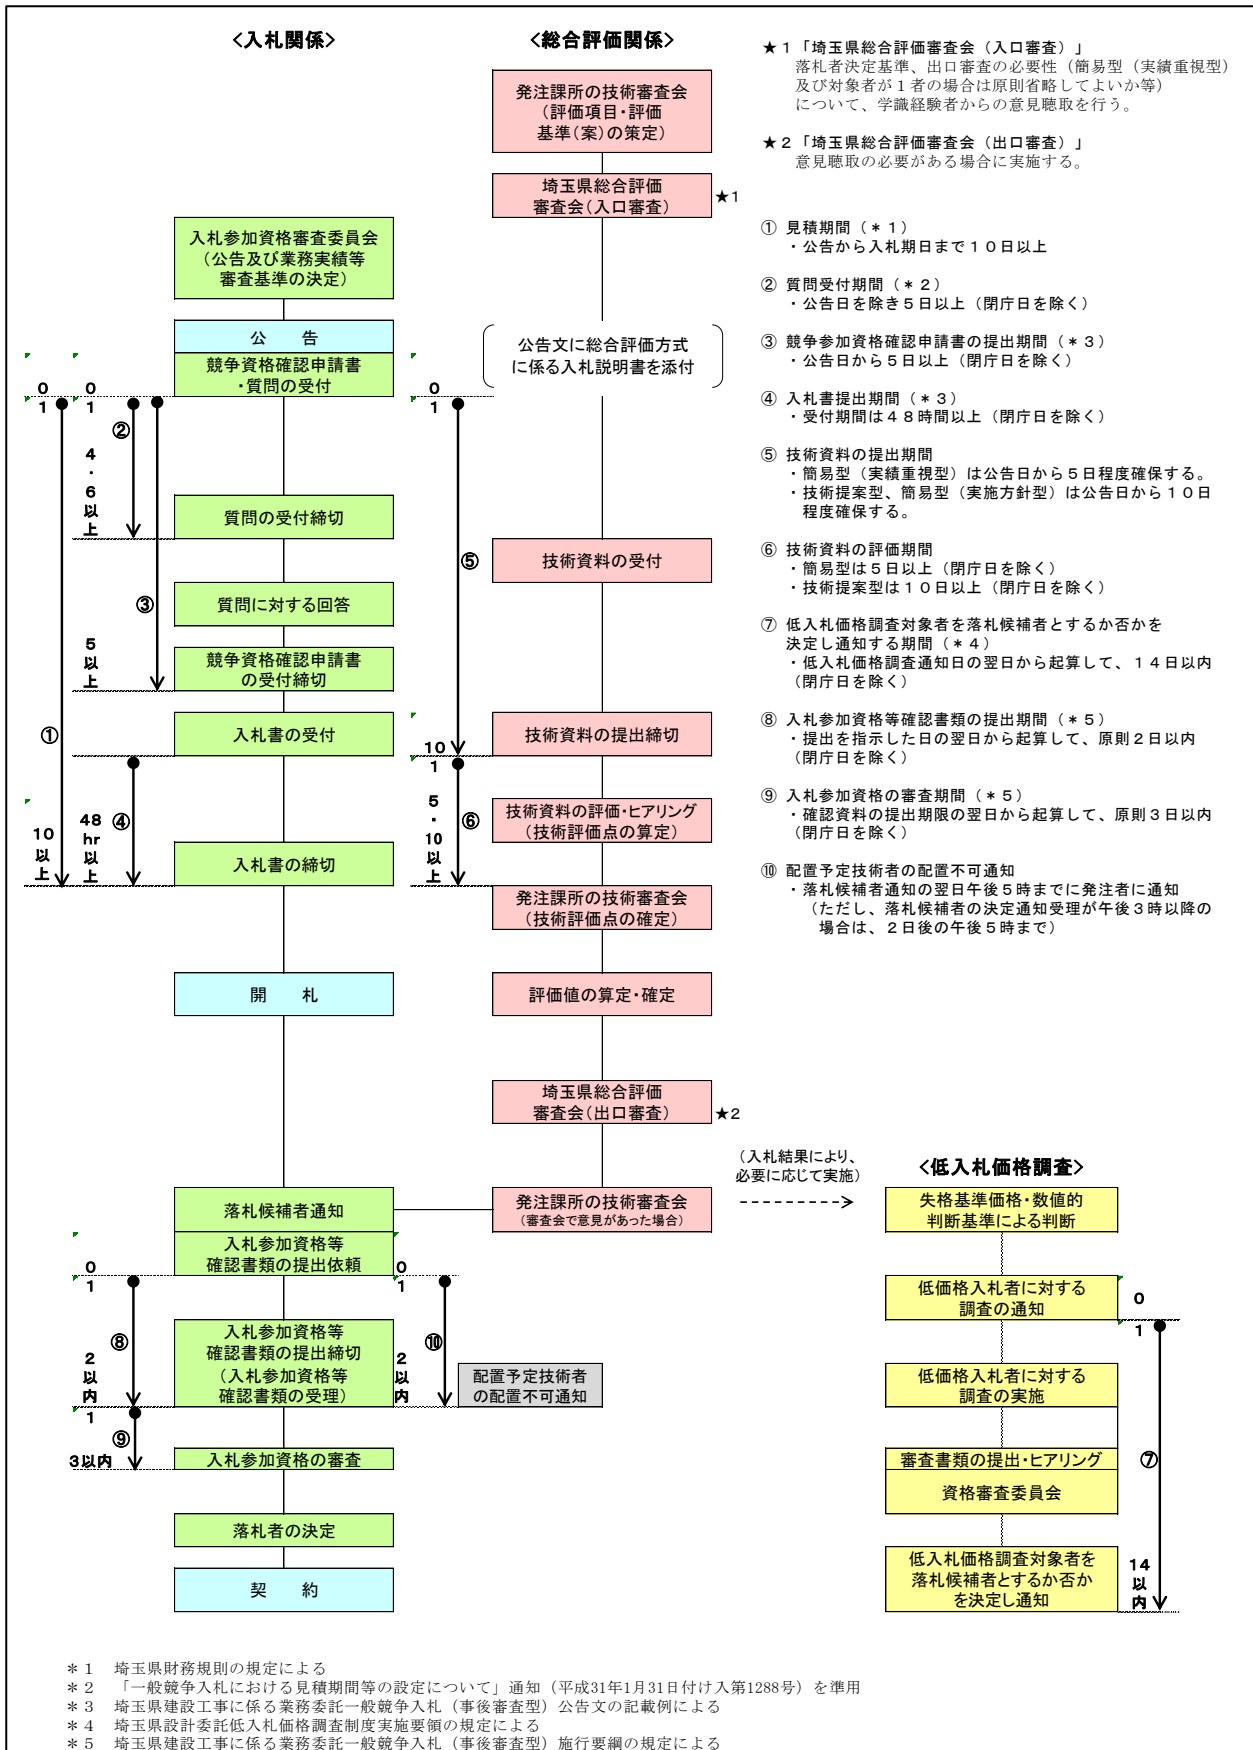 <入札関係>
<総合評価関係>
発注課所の技術審査会
（評価項目・評価
基準（案）の策定）
埼玉県総合評価
審査会（入口審査）
★１
入札参加資格審査委員会
（公告及び業務実績等
審査基準の決定）
公　　告
競争資格確認申請書
・質問の受付
公告文に総合評価方式
に係る入札説明書を添付
0
1
0
1
0
1
②
4
・
6
以
上
質問の受付締切
⑤
技術資料の受付
③
質問に対する回答
5
以
上
競争資格確認申請書
の受付締切
①
入札書の受付
技術資料の提出締切
10
1
5
・
10
以
上
⑥
技術資料の評価・ヒアリング
（技術評価点の算定）
10
以
上
48
hr
以
上
④
入札書の締切
発注課所の技術審査会
（技術評価点の確定）
開　　札
評価値の算定・確定
埼玉県総合評価
審査会（出口審査）
★２
落札候補者通知
発注課所の技術審査会
（審査会で意見があった場合）
（入札結果により、
必要に応じて実施）
入札参加資格等
確認書類の提出依頼
0
1
0
1
⑧
2
以
内
入札参加資格等
確認書類の提出締切
（入札参加資格等
確認書類の受理）
⑩
2
以
内
配置予定技術者
の配置不可通知
1
⑨
3以内
入札参加資格の審査
落札者の決定
契　　約
<低入札価格調査>
失格基準価格・数値的
判断基準による判断
低価格入札者に対する
調査の通知
0
1
低価格入札者に対する
調査の実施
審査書類の提出・ヒアリング
資格審査委員会
⑦
低入札価格調査対象者を
落札候補者とするか否か
を決定し通知
14
以
内
★１「埼玉県総合評価審査会（入口審査）」
落札者決定基準、出口審査の必要性（簡易型（実績重視型）
及び対象者が１者の場合は原則省略してよいか等）
について、学識経験者からの意見聴取を行う。
★２「埼玉県総合評価審査会（出口審査）」
意見聴取の必要がある場合に実施する。
① 見積期間（＊１）
・公告から入札期日まで１０日以上
② 質問受付期間（＊２）
・公告日を除き５日以上（閉庁日を除く）
③ 競争参加資格確認申請書の提出期間（＊３）
・公告日から５日以上（閉庁日を除く）
④ 入札書提出期間（＊３）
・受付期間は４８時間以上（閉庁日を除く）
⑤ 技術資料の提出期間
・簡易型（実績重視型）は公告日から５日程度確保する。
・技術提案型、簡易型（実施方針型）は公告日から１０日
程度確保する。
⑥ 技術資料の評価期間
・簡易型は５日以上（閉庁日を除く）
・技術提案型は１０日以上（閉庁日を除く）
⑦ 低入札価格調査対象者を落札候補者とするか否かを
決定し通知する期間（＊４）
・低入札価格調査通知日の翌日から起算して、１４日以内
（閉庁日を除く）
⑧ 入札参加資格等確認書類の提出期間（＊５）
・提出を指示した日の翌日から起算して、原則２日以内
（閉庁日を除く）
⑨ 入札参加資格の審査期間（＊５）
・確認資料の提出期限の翌日から起算して、原則３日以内
（閉庁日を除く）
⑩ 配置予定技術者の配置不可通知
・落札候補者通知の翌日午後５時までに発注者に通知
（ただし、落札候補者の決定通知受理が午後３時以降の
場合は、２日後の午後５時まで）
＊１　埼玉県財務規則の規定による
＊２　「一般競争入札における見積期間等の設定について」通知（平成31年1月31日付け入第1288号）を準用
＊３　埼玉県建設工事に係る業務委託一般競争入札（事後審査型）公告文の記載例による
＊４　埼玉県設計委託低入札価格調査制度実施要領の規定による
＊５　埼玉県建設工事に係る業務委託一般競争入札（事後審査型）施行要綱の規定による